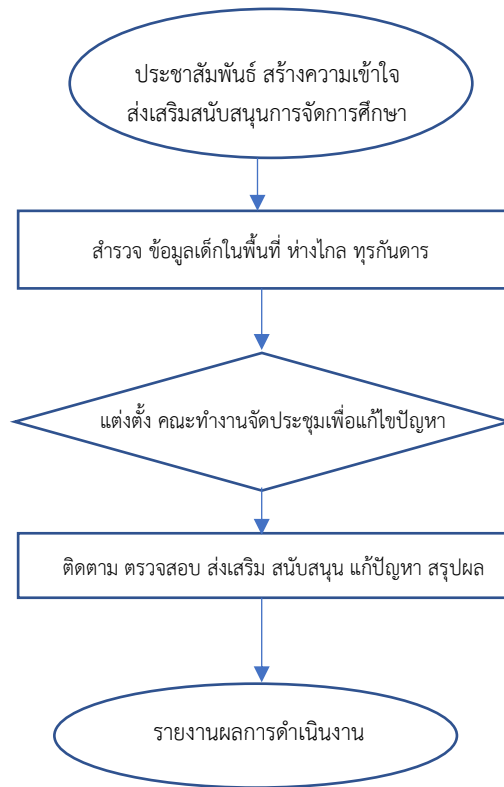 ประชาสัมพันธ์ สร้างความเข้าใจ
ส่งเสริมสนับสนุนการจัดการศึกษา
สำรวจ ข้อมูลเด็กในพื้นที่ ห่างไกล ทุรกันดาร
แต่งตั้ง คณะทำงานจัดประชุมเพื่อแก้ไขปัญหา
ติดตาม ตรวจสอบ ส่งเสริม สนับสนุน แก้ปัญหา สรุปผล
รายงานผลการดำเนินงาน